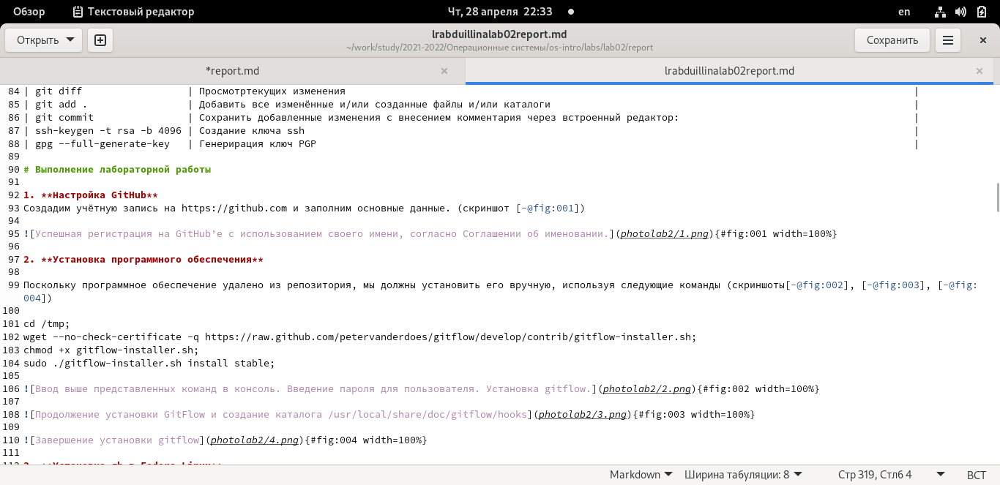 Обзор Текстовый редактор Чт, 28 апреля 22:33 en
Открыть lrabduillinalab02report.md Сохранить
~/work/study/2021-2022/Операционные системы/os-intro/labs/lab02/report
*report.md × lrabduillinalab02report.md ×
84 | git diff | Просмотртекущих изменения |
85 | git add . | Добавить все изменённые и/или созданные файлы и/или каталоги |
86 | git commit | Сохранить добавленные изменения с внесением комментария через встроенный редактор: |
87 | ssh-keygen -t rsa -b 4096 | Создание ключа ssh |
88 | gpg --full-generate-key | Генерирация ключ PGP |
89
90 # Выполнение лабораторной работы
91
92 1. **Настройка GitHub**
93 Создадим учётную запись на https://github.com и заполним основные данные. (скриншот [-@fig:001])
94
95 ![Успешная регистрация на GitHub’е с использованием своего имени, согласно Соглашении об именовании.](photolab2/1.png){#fig:001 width=100%}
96
97 2. **Установка программного обеспечения**
98
99 Поскольку программное обеспечение удалено из репозитория, мы должны установить его вручную, используя следующие команды (скриншоты[-@fig:002], [-@fig:003], [-@fig:
004])
100
101 cd /tmp;
102 wget --no-check-certificate -q https://raw.github.com/petervanderdoes/gitflow/develop/contrib/gitflow-installer.sh;
103 chmod +x gitflow-installer.sh;
104 sudo ./gitflow-installer.sh install stable;
105
106 ![Ввод выше представленных команд в консоль. Введение пароля для пользователя. Установка gitflow.](photolab2/2.png){#fig:002 width=100%}
107
108 ![Продолжение установки GitFlow и создание каталога /usr/local/share/doc/gitflow/hooks](photolab2/3.png){#fig:003 width=100%}
109
110 ![Завершение установки gitflow](photolab2/4.png){#fig:004 width=100%}
111
112 3. **Установка gh в Fedora Linux**
Markdown Ширина табуляции: 8 Стр 319, Стлб 4 ВСТ